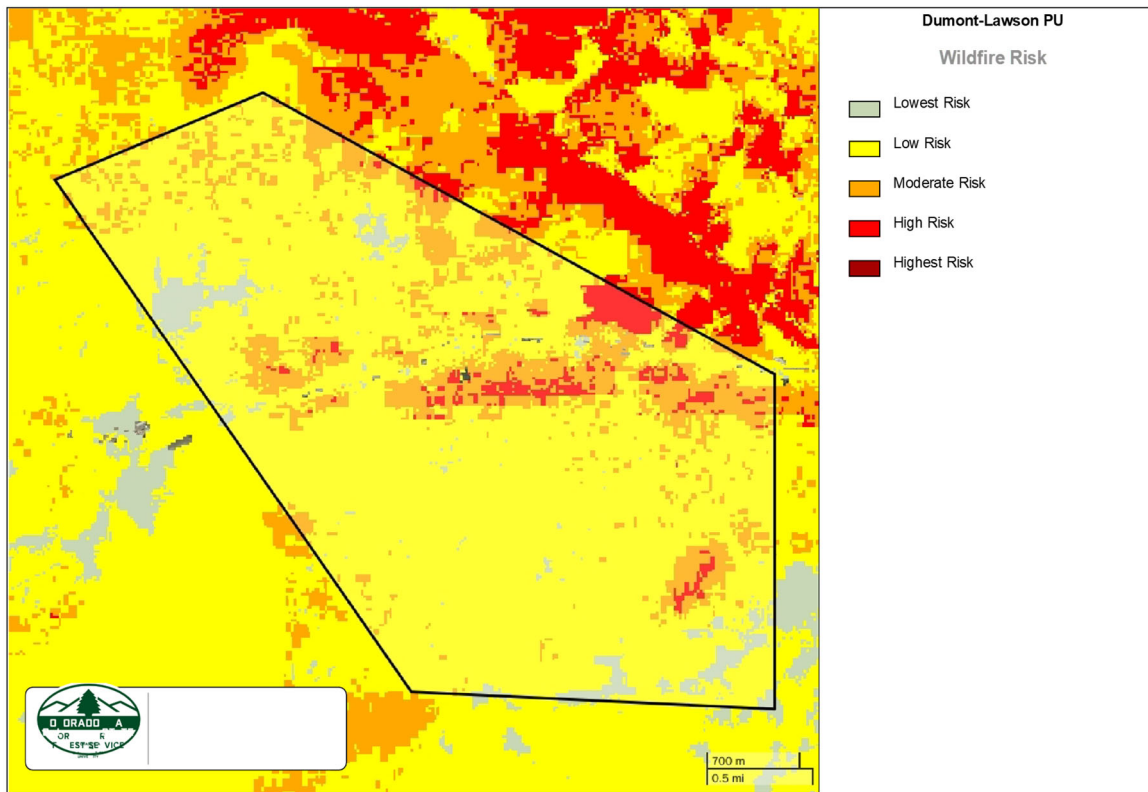 Dumont-Lawson PU
Wildfire Risk
Lowest Risk
Low Risk
Moderate Risk
High Risk
Highest Risk
700 m
0.5 mi